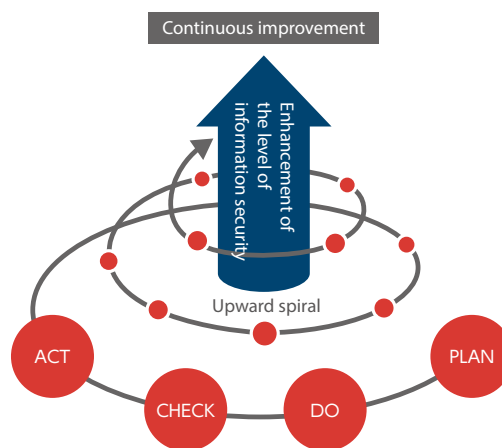 Continuous improvement
Enhancement of
the level of
information security
Upward spiral
ACT
PLAN
CHECK
DO